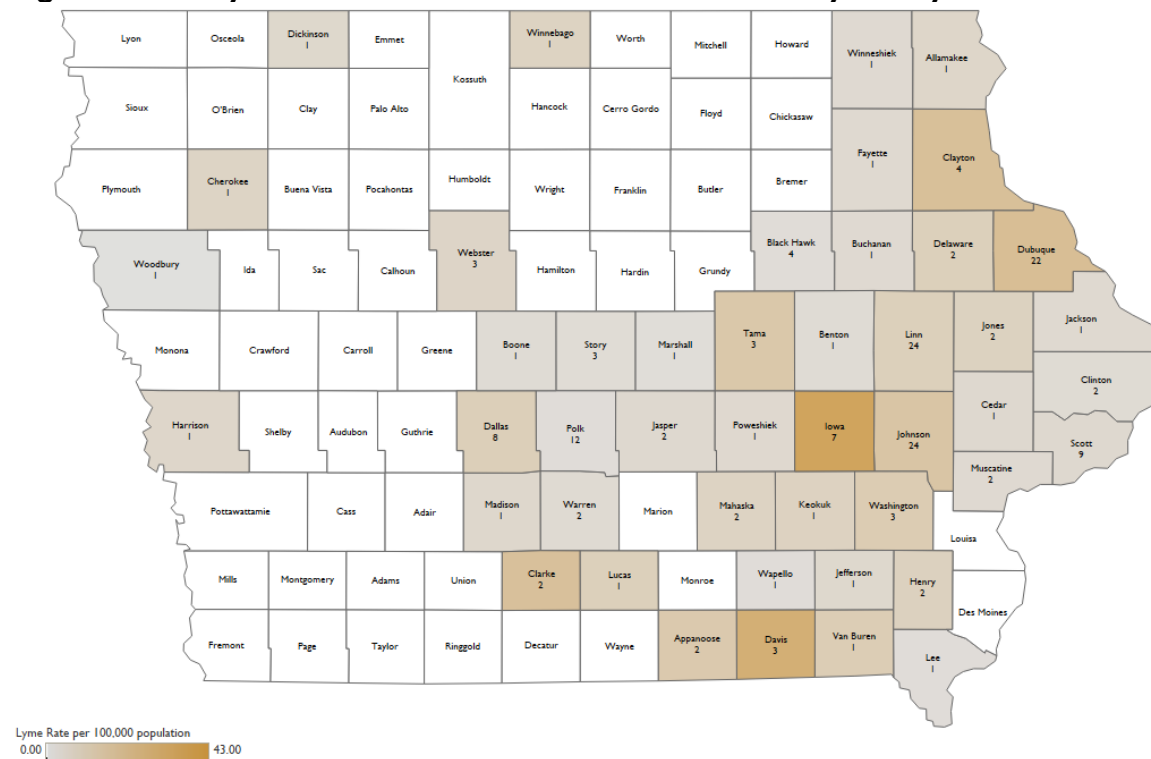 Lyon
Osceola
Dickinson
1
Emmet
Kossuth
Winnebago
1
Worth
Mitchell
Howard
Winneshiek
1
Allamakee
1
Sioux
O'Brien
Clay
Palo Alto
Hancock
Cerro Gordo
Floyd
Chickasaw
Fayette
1
Clayton
4
Plymouth
Cherokee
1
Buena Vista
Pocahontas
Humboldt
Wright
Franklin
Butler
Bremer
Woodbury
1
Ida
Sac
Calhoun
Webster
3
Hamilton
Hardin
Grundy
Black Hawk
4
Buchanan
1
Delaware
2
Dubuque
22
Monona
Crawford
Carroll
Greene
Boone
1
Story
3
Marshall
1
Tama
3
Benton
1
Linn
24
Jones
2
Jackson
1
Clinton
2
Harrison
1
Shelby
Audubon
Guthrie
Dallas
8
Polk
12
Jasper
2
Poweshiek
1
Iowa
7
Johnson
24
Cedar
1
Scott
9
Muscatine
2
Pottawattamie
Cass
Adair
Madison
1
Warren
2
Marion
Mahaska
2
Keokuk
1
Washington
3
Louisa
Mills
Montgomery
Adams
Union
Clarke
2
Lucas
1
Monroe
Wapello
1
Jefferson
1
Henry
2
Des Moines
Fremont
Page
Taylor
Ringgold
Decatur
Wayne
Appanoose
2
Davis
3
Van Buren
1
Lee
1
Lyme Rate per 100,000 population
0.00 43.00